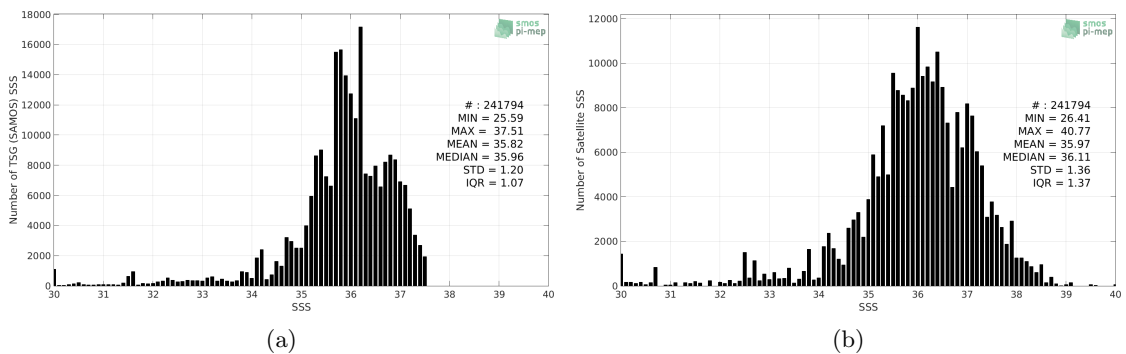 18000
16000
14000
12000
10000
8000
6000
4000
2000
0
Number of TSG (SAMOS) SSS
smos
pi-mep
# : 241794
MIN = 25.59
MAX = 37.51
MEAN = 35.82
MEDIAN = 35.96
STD = 1.20
IQR = 1.07
30 31 32 33 34 35 36 37 38 39 40
SSS
(a)
12000
10000
8000
6000
4000
2000
0
Number of Satellite SSS
smos
pi-mep
# : 241794
MIN = 26.41
MAX = 40.77
MEAN = 35.97
MEDIAN = 36.11
STD = 1.36
IQR = 1.37
30 31 32 33 34 35 36 37 38 39 40
SSS
(b)